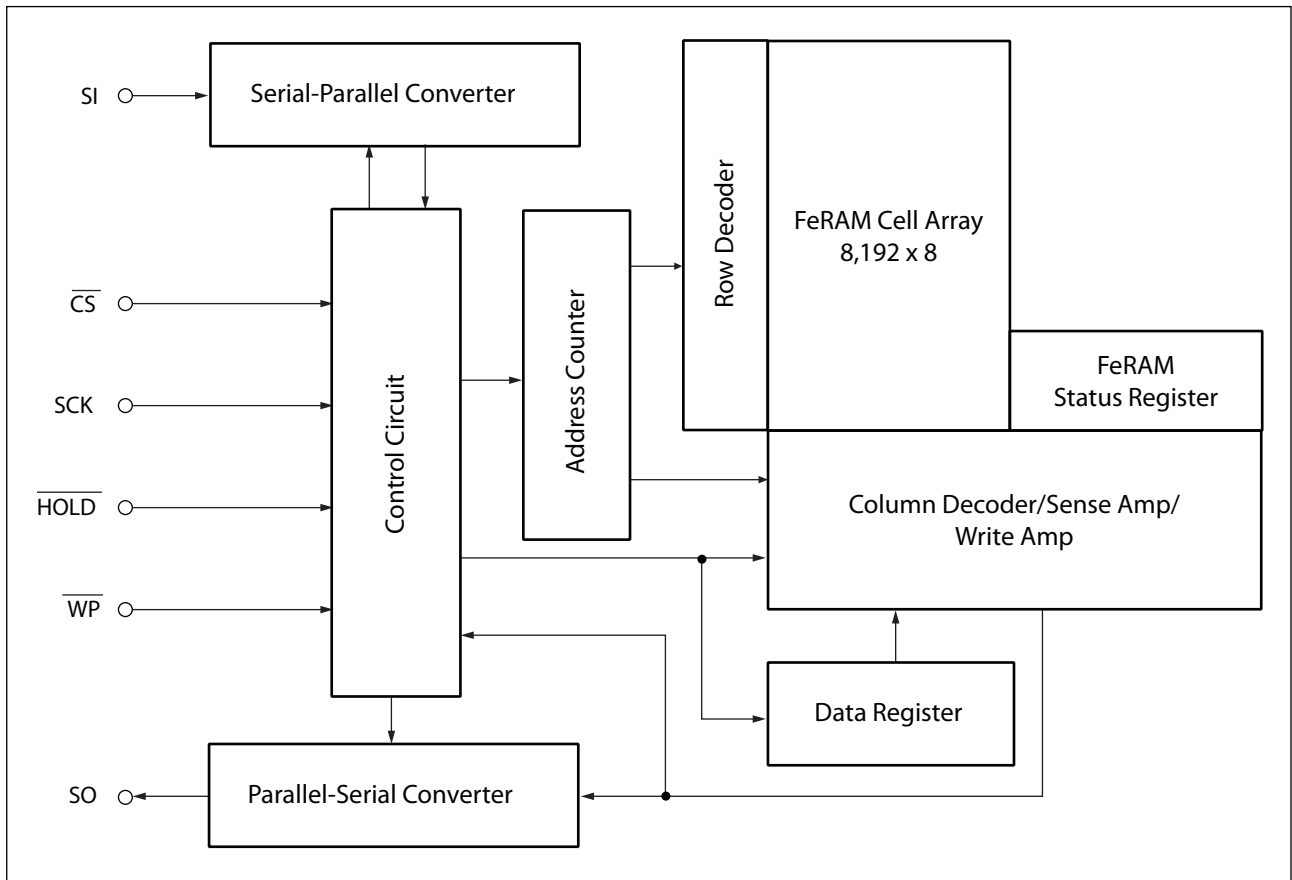 SI
Serial-Parallel Converter
CS
SCK
HOLD
WP
SO
Control Circuit
Address Counter
Row Decoder
FeRAM Cell Array
8,192 x 8
FeRAM
Status Register
Column Decoder/Sense Amp/
Write Amp
Data Register
Parallel-Serial Converter